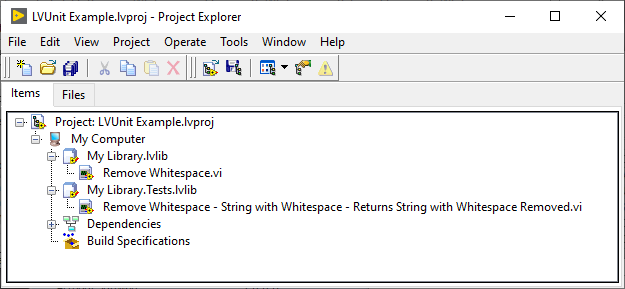 LVUnit Example.lvproj - Project Explorer
File Edit View Project Operate Tools Window Help
Items Files
Project: LVUnit Example.lvproj
My Computer
My Library.lvlib
Remove Whitespace.vi
My Library.Tests.lvlib
Remove Whitespace - String with Whitespace - Returns String with Whitespace Removed.vi
Dependencies
Build Specifications